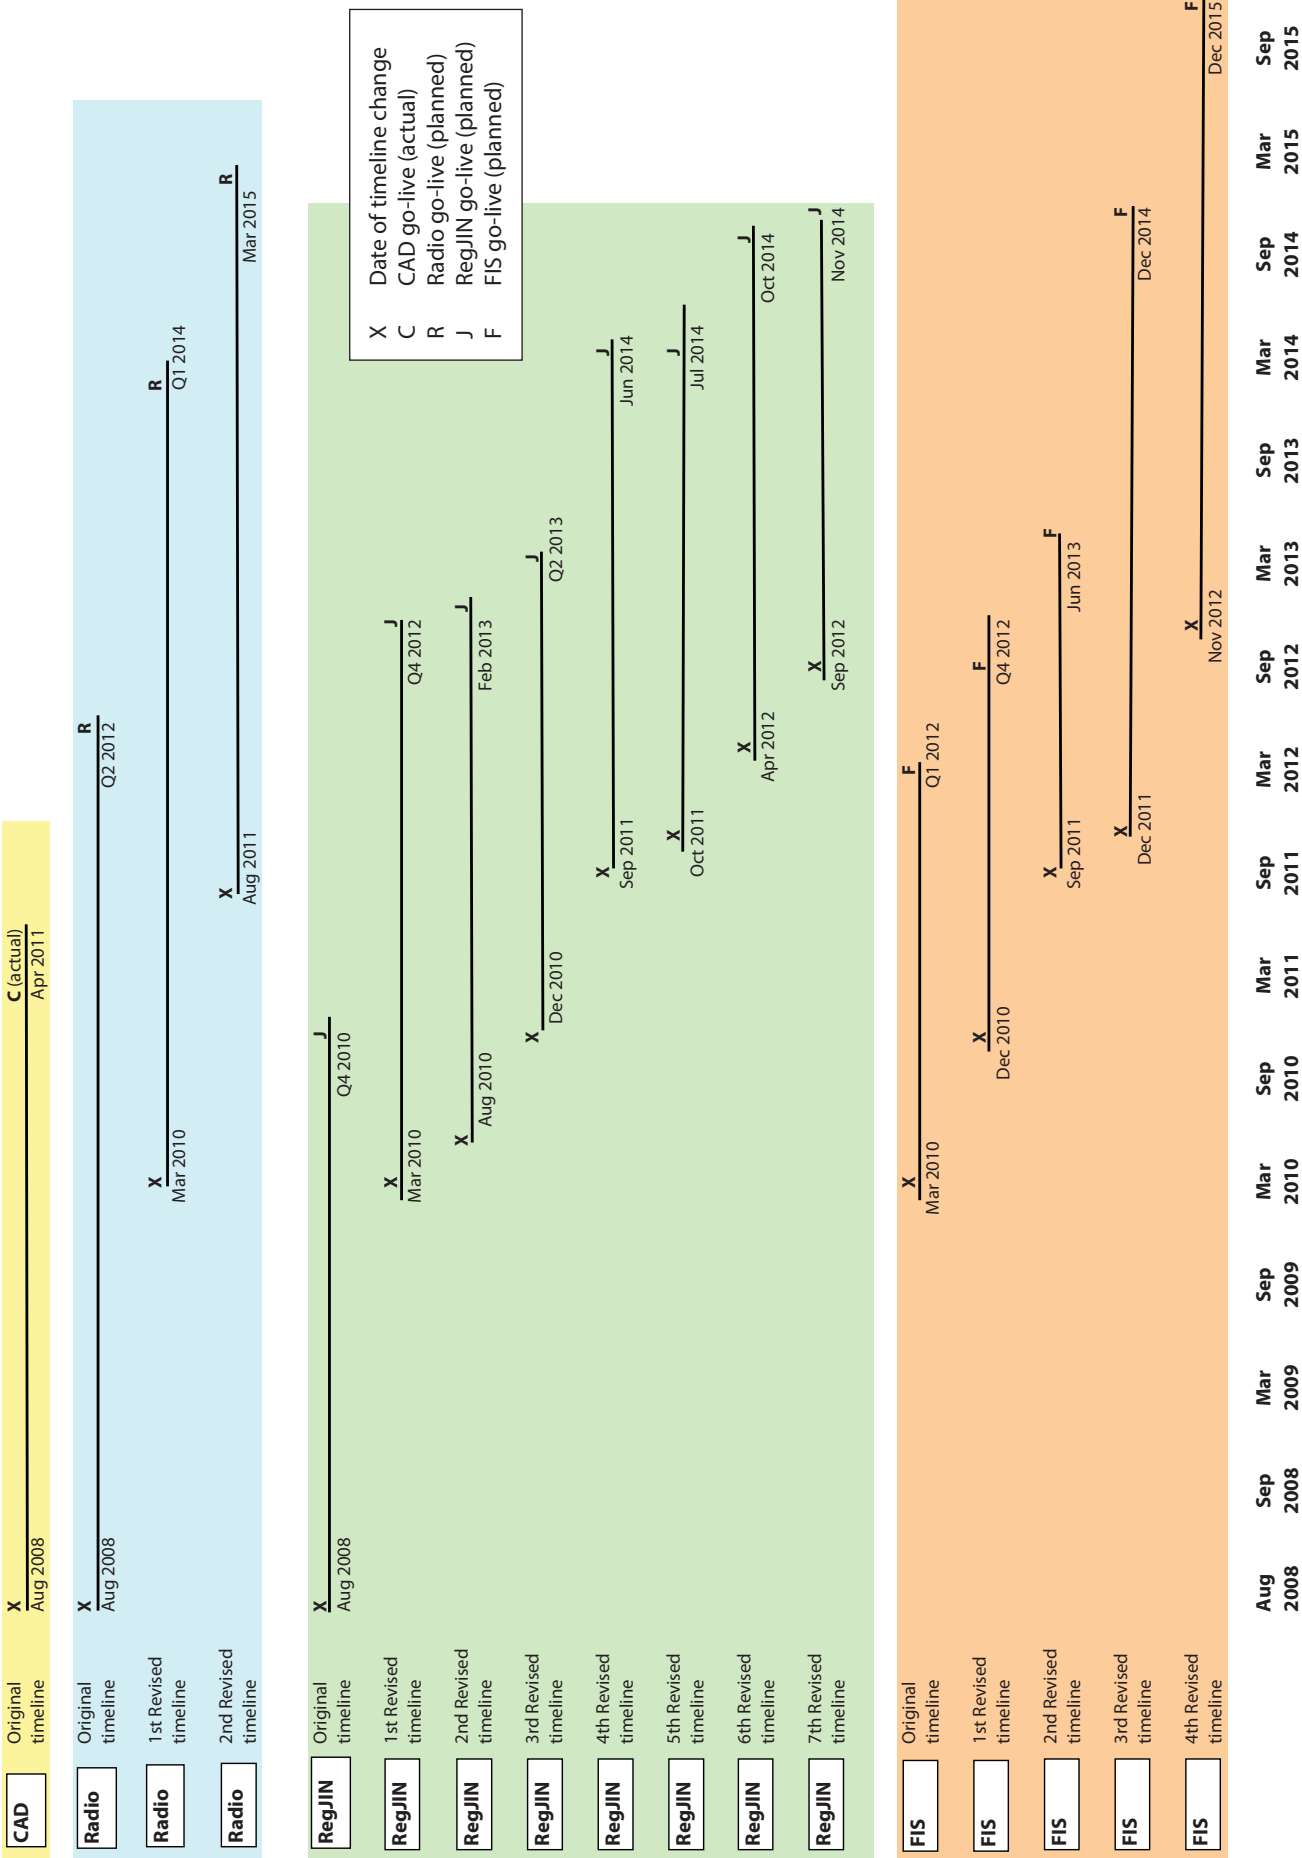 CAD
Original
timeline
X
Aug 2008
C (actual)
Apr 2011
Radio
Original
timeline
X
Aug 2008
R
Q2 2012
Radio
1st Revised
timeline
X
Mar 2010
R
Q1 2014
Radio
2nd Revised
timeline
X
Aug 2011
R
Mar 2015
RegJIN
Original
timeline
X
Aug 2008
J
Q4 2010
RegJIN
1st Revised
timeline
X
Mar 2010
J
Q4 2012
RegJIN
2nd Revised
timeline
X
Aug 2010
J
Feb 2013
RegJIN
3rd Revised
timeline
X
Dec 2010
J
Q2 2013
RegJIN
4th Revised
timeline
X
Sep 2011
J
Jun 2014
RegJIN
5th Revised
timeline
X
Oct 2011
J
Jul 2014
RegJIN
6th Revised
timeline
X
Apr 2012
J
Oct 2014
RegJIN
7th Revised
timeline
X
Sep 2012
J
Nov 2014
X Date of timeline change
C CAD go-live (actual)
R Radio go-live (planned)
J RegJIN go-live (planned)
F FIS go-live (planned)
FIS
Original
timeline
X
Mar 2010
F
Q1 2012
FIS
1st Revised
timeline
X
Dec 2010
F
Q4 2012
FIS
2nd Revised
timeline
X
Sep 2011
F
Jun 2013
FIS
3rd Revised
timeline
X
Dec 2011
F
Dec 2014
FIS
4th Revised
timeline
X
Nov 2012
F
Dec 2015
Aug Sep Mar Sep Mar Sep Mar Sep Mar Sep Mar Sep Mar Sep Mar Sep
2008 2008 2009 2009 2010 2010 2011 2011 2012 2012 2013 2013 2014 2014 2015 2015